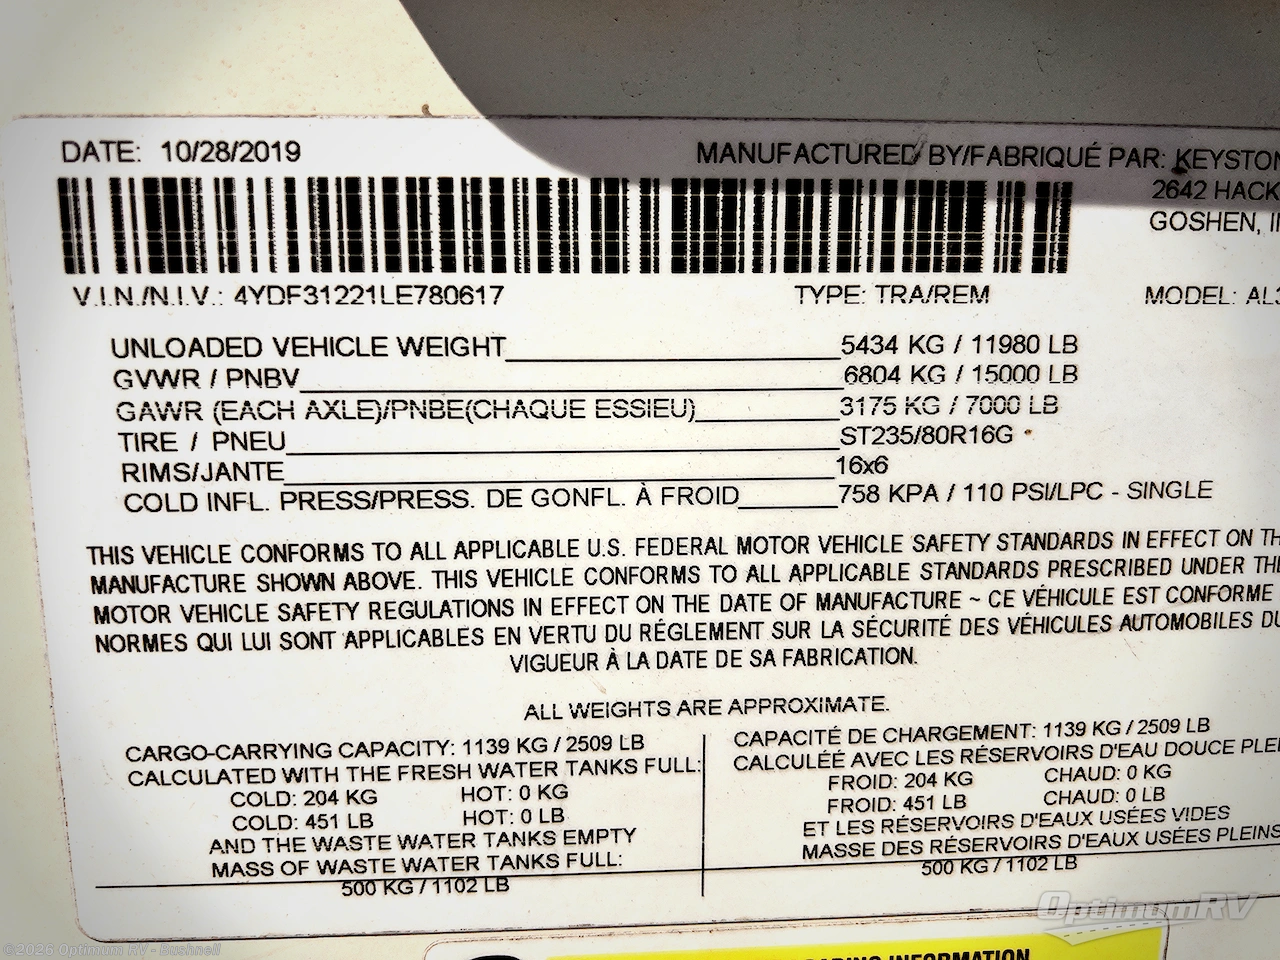 DATE: 10/28/2019
MANUFACTURED BY/FABRIQUÉ PAR: KEYSTON
2642 HACK
GOSHEN, I
V.I.N./N.I.V.: 4YDF31221LE780617 TYPE: TRA/REM MODEL: AL3
UNLOADED VEHICLE WEIGHT 5434 KG / 11980 LB
GVWR / PNBV 6804 KG / 15000 LB
GAWR (EACH AXLE)/PNBE(CHAQUE ESSIEU) 3175 KG / 7000 LB
TIRE / PNEU ST235/80R16G
RIMS/JANTE 16x6
COLD INFL. PRESS/PRESS. DE GONFL. À FROID 758 KPA / 110 PSI/LPC - SINGLE
THIS VEHICLE CONFORMS TO ALL APPLICABLE U.S. FEDERAL MOTOR VEHICLE SAFETY STANDARDS IN EFFECT ON TH
MANUFACTURE SHOWN ABOVE. THIS VEHICLE CONFORMS TO ALL APPLICABLE STANDARDS PRESCRIBED UNDER THE
MOTOR VEHICLE SAFETY REGULATIONS IN EFFECT ON THE DATE OF MANUFACTURE ~ CE VÉHICULE EST CONFORME
NORMES QUI LUI SONT APPLICABLES EN VERTU DU RÉGLEMENT SUR LA SÉCURITÉ DES VÉHICULES AUTOMOBILES DU
VIGUEUR À LA DATE DE SA FABRICATION.
ALL WEIGHTS ARE APPROXIMATE.
CARGO-CARRYING CAPACITY: 1139 KG / 2509 LB
CALCULATED WITH THE FRESH WATER TANKS FULL:
COLD: 204 KG HOT: 0 KG
COLD: 451 LB HOT: 0 LB
AND THE WASTE WATER TANKS EMPTY
MASS OF WASTE WATER TANKS FULL:
500 KG / 1102 LB
CAPACITÉ DE CHARGEMENT: 1139 KG / 2509 LB
CALCULÉÉ AVEC LES RÉSERVOIRS D'EAU DOUCE PLEI
FROID: 204 KG CHAUD: 0 KG
FROID: 451 LB CHAUD: 0 LB
ET LES RÉSERVOIRS D'EAUX USÉES VIDES
MASSE DES RÉSERVOIRS D'EAUX USÉES PLEINS
500 KG / 1102 LB
OptimumRV
©2026 Optimum RV - Bushnell
INFORMATION